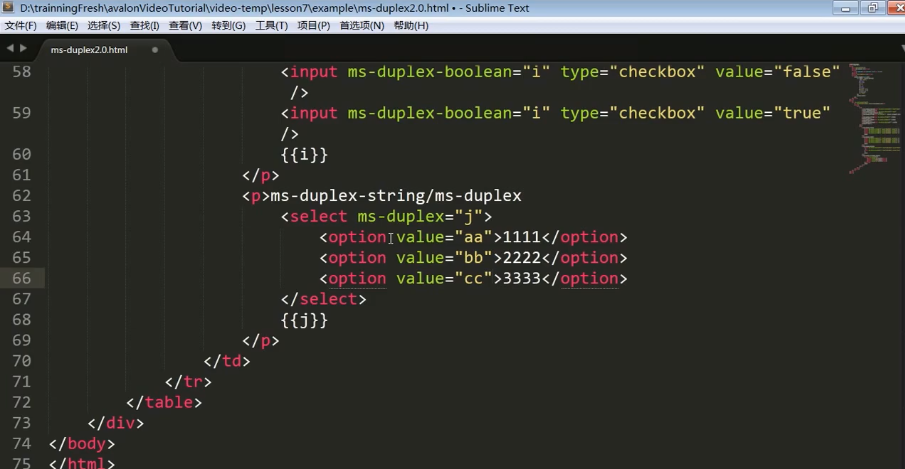 D:\trainningFresh\avalonVideoTutorial\video-temp\lesson7\example\ms-duplex2.0.html • - Sublime Text
文件(F) 编辑(E) 选择(S) 查找(I) 查看(V) 转到(G) 工具(T) 项目(P) 首选项(N) 帮助(H)
ms-duplex2.0.html
58 <input ms-duplex-boolean="i" type="checkbox" value="false"
/>
59 <input ms-duplex-boolean="i" type="checkbox" value="true"
/>
60 {{i}}
61 </p>
62 <p>ms-duplex-string/ms-duplex
63 <select ms-duplex="j">
64 <option value="aa">1111</option>
65 <option value="bb">2222</option>
66 <option value="cc">3333</option>
67 </select>
68 {{j}}
69 </p>
70 </td>
71 </tr>
72 </table>
73 </div>
74 </body>
75 </html>